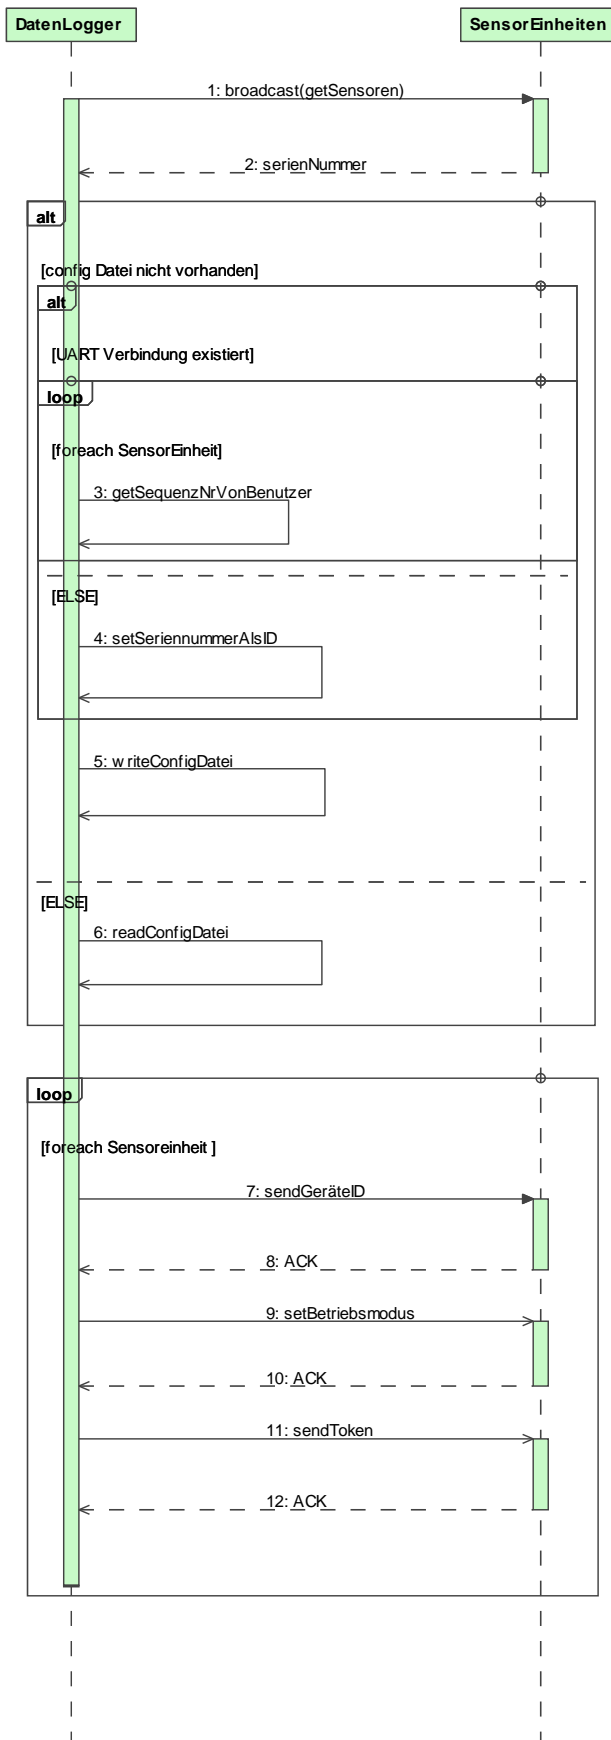 DatenLogger
SensorEinheiten
1: broadcast(getSensoren)
2: serienNummer
alt
[config Datei nicht vorhanden]
alt
[UART Verbindung existiert]
loop
[foreach SensorEinheit]
3: getSequenzNrVonBenutzer
[ELSE]
4: setSeriennummerAlsID
5: writeConfigDatei
[ELSE]
6: readConfigDatei
loop
[foreach Sensoreinheit ]
7: sendGeräteID
8: ACK
9: setBetriebsmodus
10: ACK
11: sendToken
12: ACK